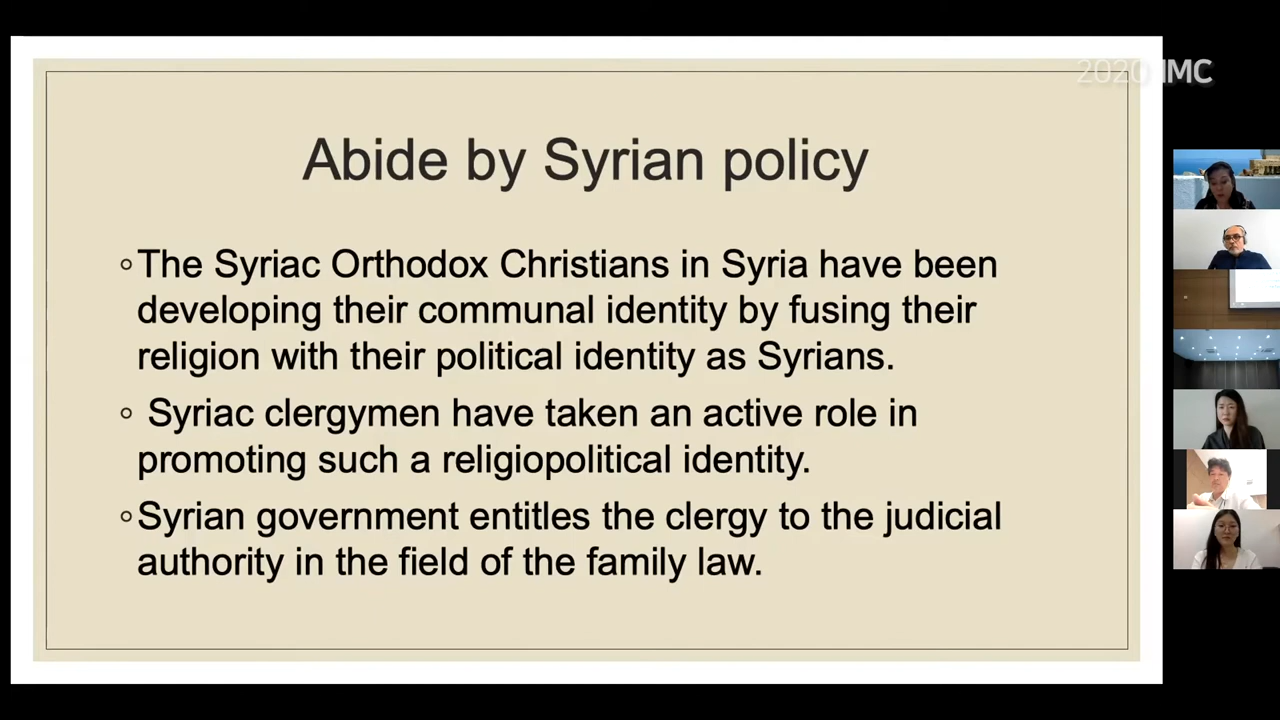 2020 IMC
Abide by Syrian policy
◦The Syriac Orthodox Christians in Syria have been
developing their communal identity by fusing their
religion with their political identity as Syrians.
◦ Syriac clergymen have taken an active role in
promoting such a religiopolitical identity.
◦Syrian government entitles the clergy to the judicial
authority in the field of the family law.